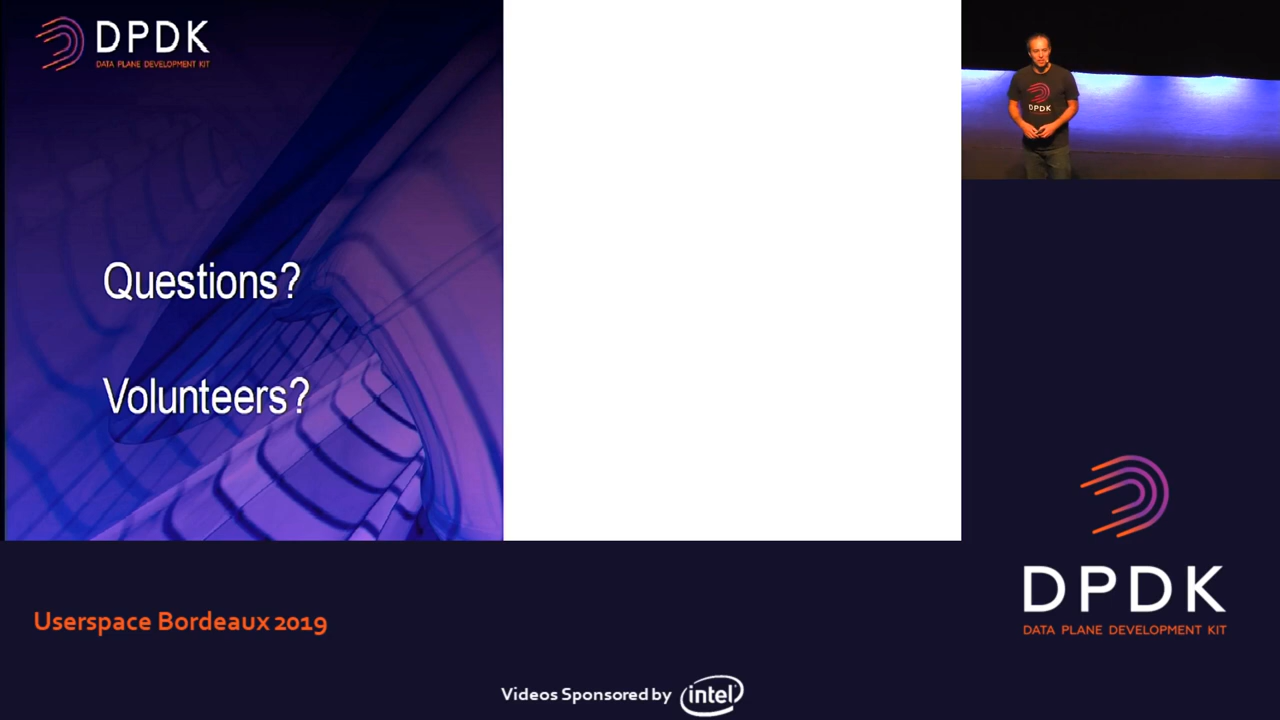 DPDK
DATA PLANE DEVELOPMENT KIT
Questions?
Volunteers?
DPDK
DPDK
DATA PLANE DEVELOPMENT KIT
Userspace Bordeaux 2019
Videos Sponsored by intel